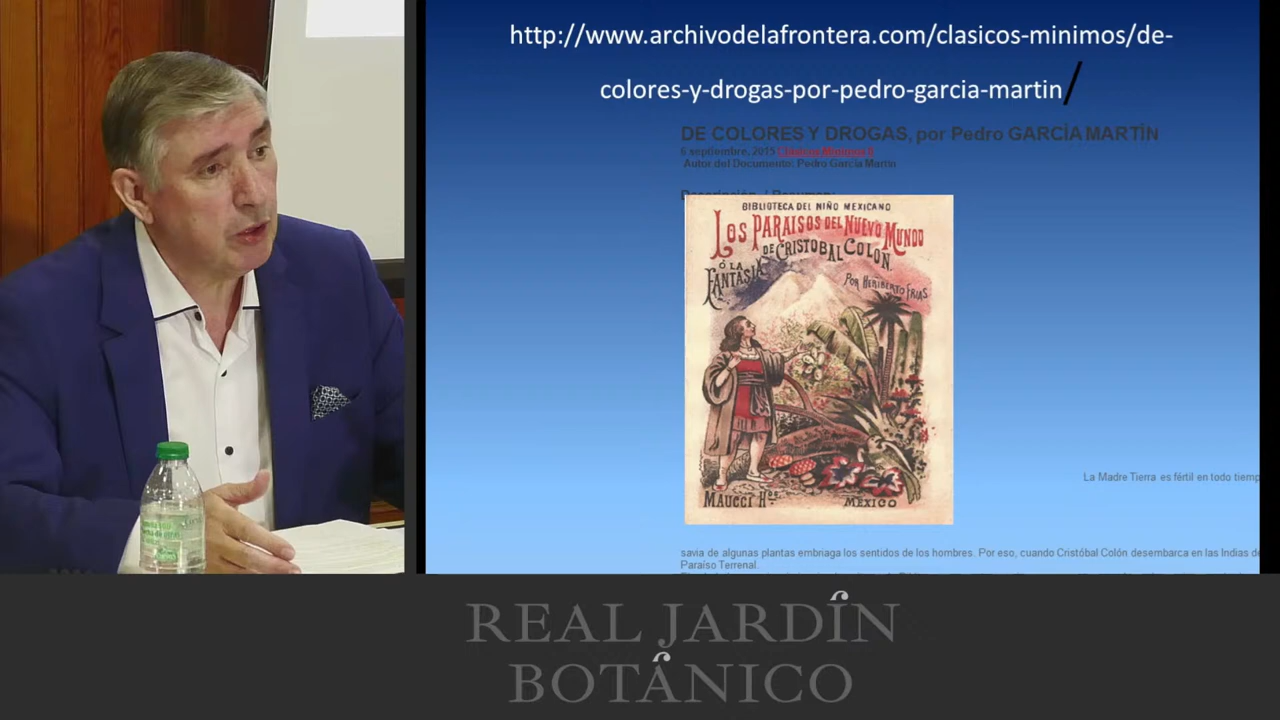 http://www.archivodelafrontera.com/clasicos-minimos/de-
colores-y-drogas-por-pedro-garcia-martin/
DE COLORES Y DROGAS, por Pedro GARCÍA MARTÍN
6 septiembre, 2015
Autor del Documento: Pedro García Martín
BIBLIOTECA DEL NIÑO MEXICANO
LOS PARAISOS DEL NUEVO MUNDO
DE CRISTOBAL COLON
Ó LA
FANTASIA
POR HERIBERTO FRIAS
MAUCCI Hos. MÉXICO
La Madre Tierra es fértil en todo tiemp
savia de algunas plantas embriaga los sentidos de los hombres. Por eso, cuando Cristóbal Colón desembarca en las Indias de
Paraíso Terrenal.
REAL JARDÍN
BOTÁNICO